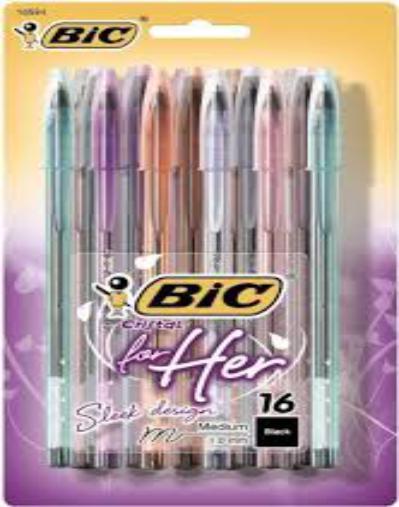 BIC
BIC
Cristal
for Her
16
Sleek design
Medium
Black
m
1.0 mm